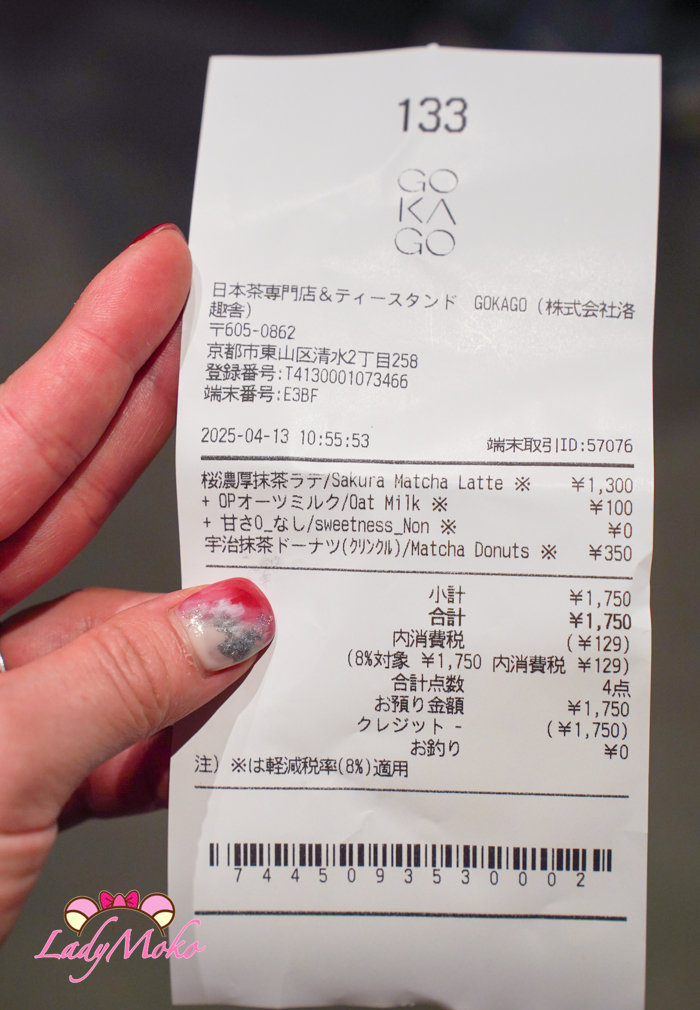 133
GO
KA
GO
日本茶専門店＆ティースタンド GOKAGO（株式会社洛
趣舎）
〒605-0862
京都市東山区清水2丁目258
登録番号:T4130001073466
端末番号:E3BF
2025-04-13 10:55:53 端末取引ID:57076
桜濃厚抹茶ラテ/Sakura Matcha Latte ※ ¥1,300
+ OPオーツミルク/Oat Milk ※ ¥100
+ 甘さ0_なし/sweetness_Non ※ ¥0
宇治抹茶ドーナツ(ｸﾘﾝｸﾙ)/Matcha Donuts ※ ¥350
小計 ¥1,750
合計 ¥1,750
内消費税 (¥129)
(8%対象 ¥1,750 内消費税 ¥129)
合計点数 4点
お預り金額 ¥1,750
クレジット - (¥1,750)
お釣り ¥0
注）※は軽減税率(8%)適用
7445093530002
LadyMoko